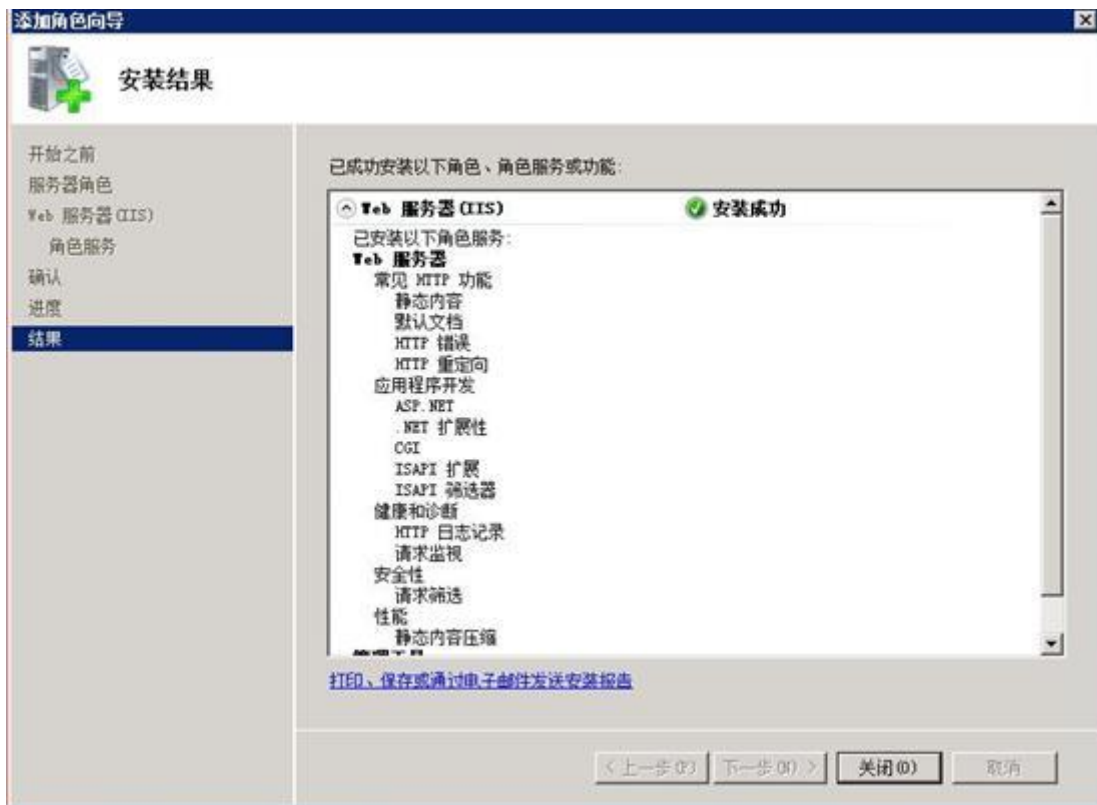 添加角色向导
安装结果
开始之前
服务器角色
Web 服务器(IIS)
角色服务
确认
进度
结果
已成功安装以下角色、角色服务或功能:
Web 服务器(IIS) 安装成功
已安装以下角色服务:
Web 服务器
常见 HTTP 功能
静态内容
默认文档
HTTP 错误
HTTP 重定向
应用程序开发
ASP.NET
.NET 扩展性
CGI
ISAPI 扩展
ISAPI 筛选器
健康和诊断
HTTP 日志记录
请求监视
安全性
请求筛选
性能
静态内容压缩
管理工具
打印、保存或通过电子邮件发送安装报告
< 上一步(P) 下一步(N) > 关闭(O) 取消